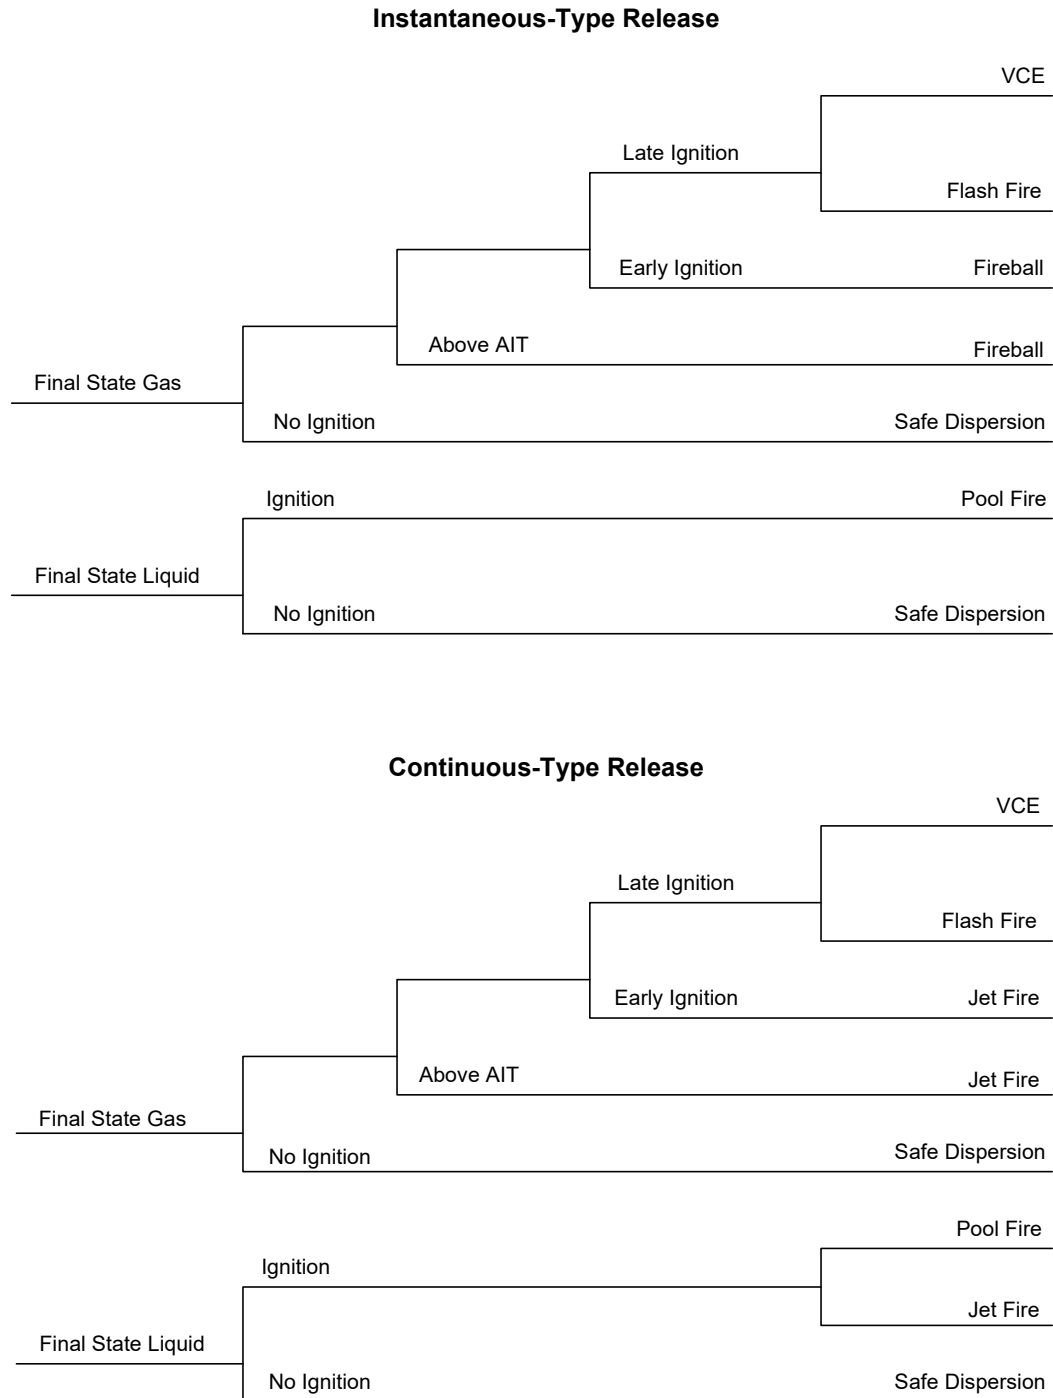 Instantaneous-Type Release
VCE
Late Ignition
Flash Fire
Early Ignition Fireball
Above AIT Fireball
Final State Gas
No Ignition Safe Dispersion
Ignition Pool Fire
Final State Liquid
No Ignition Safe Dispersion
Continuous-Type Release
VCE
Late Ignition
Flash Fire
Early Ignition Jet Fire
Above AIT Jet Fire
Final State Gas
No Ignition Safe Dispersion
Pool Fire
Ignition
Jet Fire
Final State Liquid
No Ignition Safe Dispersion